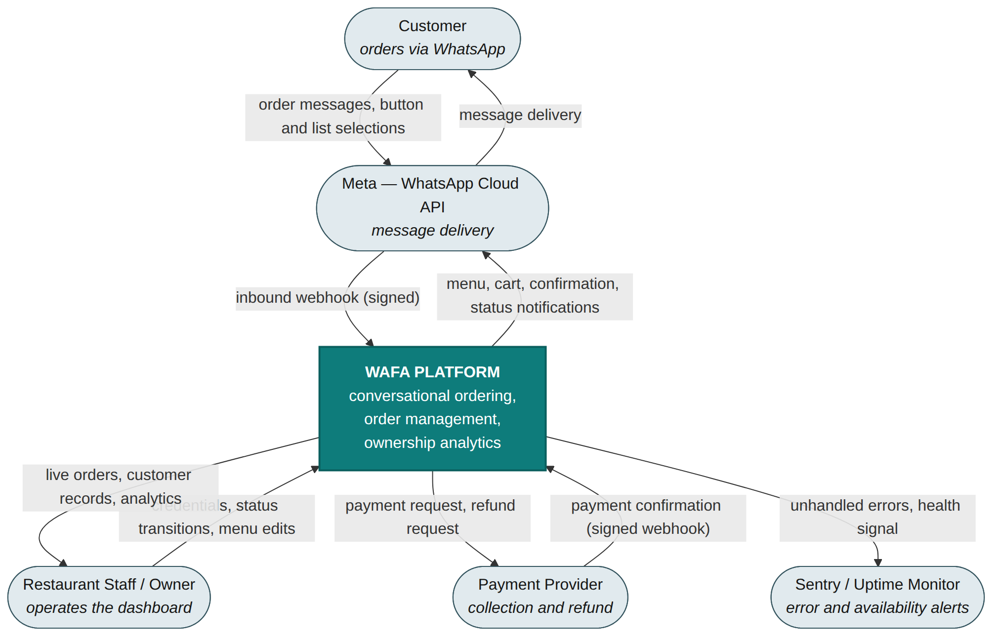 Customer
orders via WhatsApp
order messages, button
and list selections
message delivery
Meta — WhatsApp Cloud
API
message delivery
inbound webhook (signed)
menu, cart, confirmation,
status notifications
WAFA PLATFORM
conversational ordering,
order management,
ownership analytics
live orders, customer
records, analytics
credentials, status
transitions, menu edits
payment request, refund
request
payment confirmation
(signed webhook)
unhandled errors, health
signal
Restaurant Staff / Owner
operates the dashboard
Payment Provider
collection and refund
Sentry / Uptime Monitor
error and availability alerts